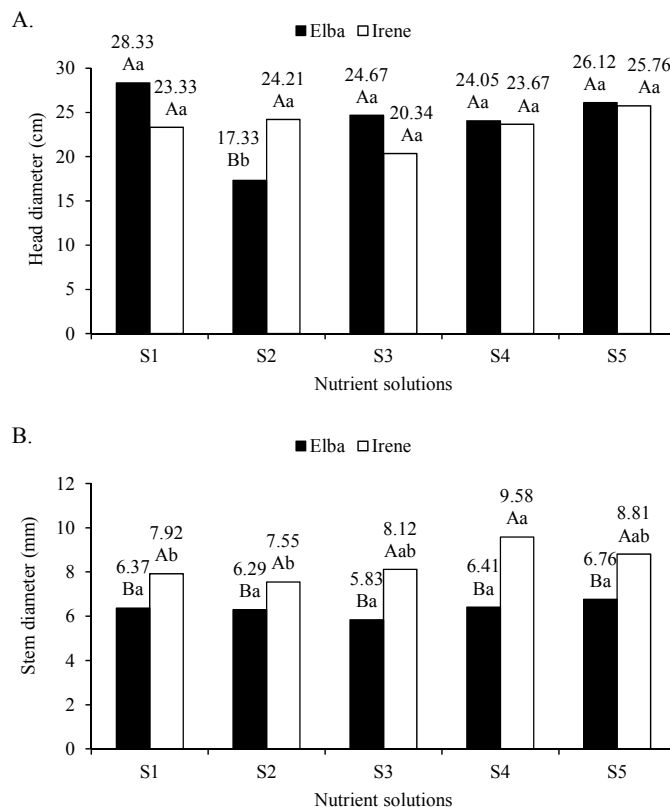 A.
Elba Irene
28.33 Aa
23.33 Aa
17.33 Bb
24.21 Aa
24.67 Aa
20.34 Aa
24.05 Aa
23.67 Aa
26.12 Aa
25.76 Aa
30
25
20
15
10
5
0
Head diameter (cm)
S1 S2 S3 S4 S5
Nutrient solutions
B.
Elba Irene
6.37 Ba
7.92 Ab
6.29 Ba
7.55 Ab
5.83 Ba
8.12 Aab
6.41 Ba
9.58 Aa
6.76 Ba
8.81 Aab
12
10
8
6
4
2
0
Stem diameter (mm)
S1 S2 S3 S4 S5
Nutrient solutions